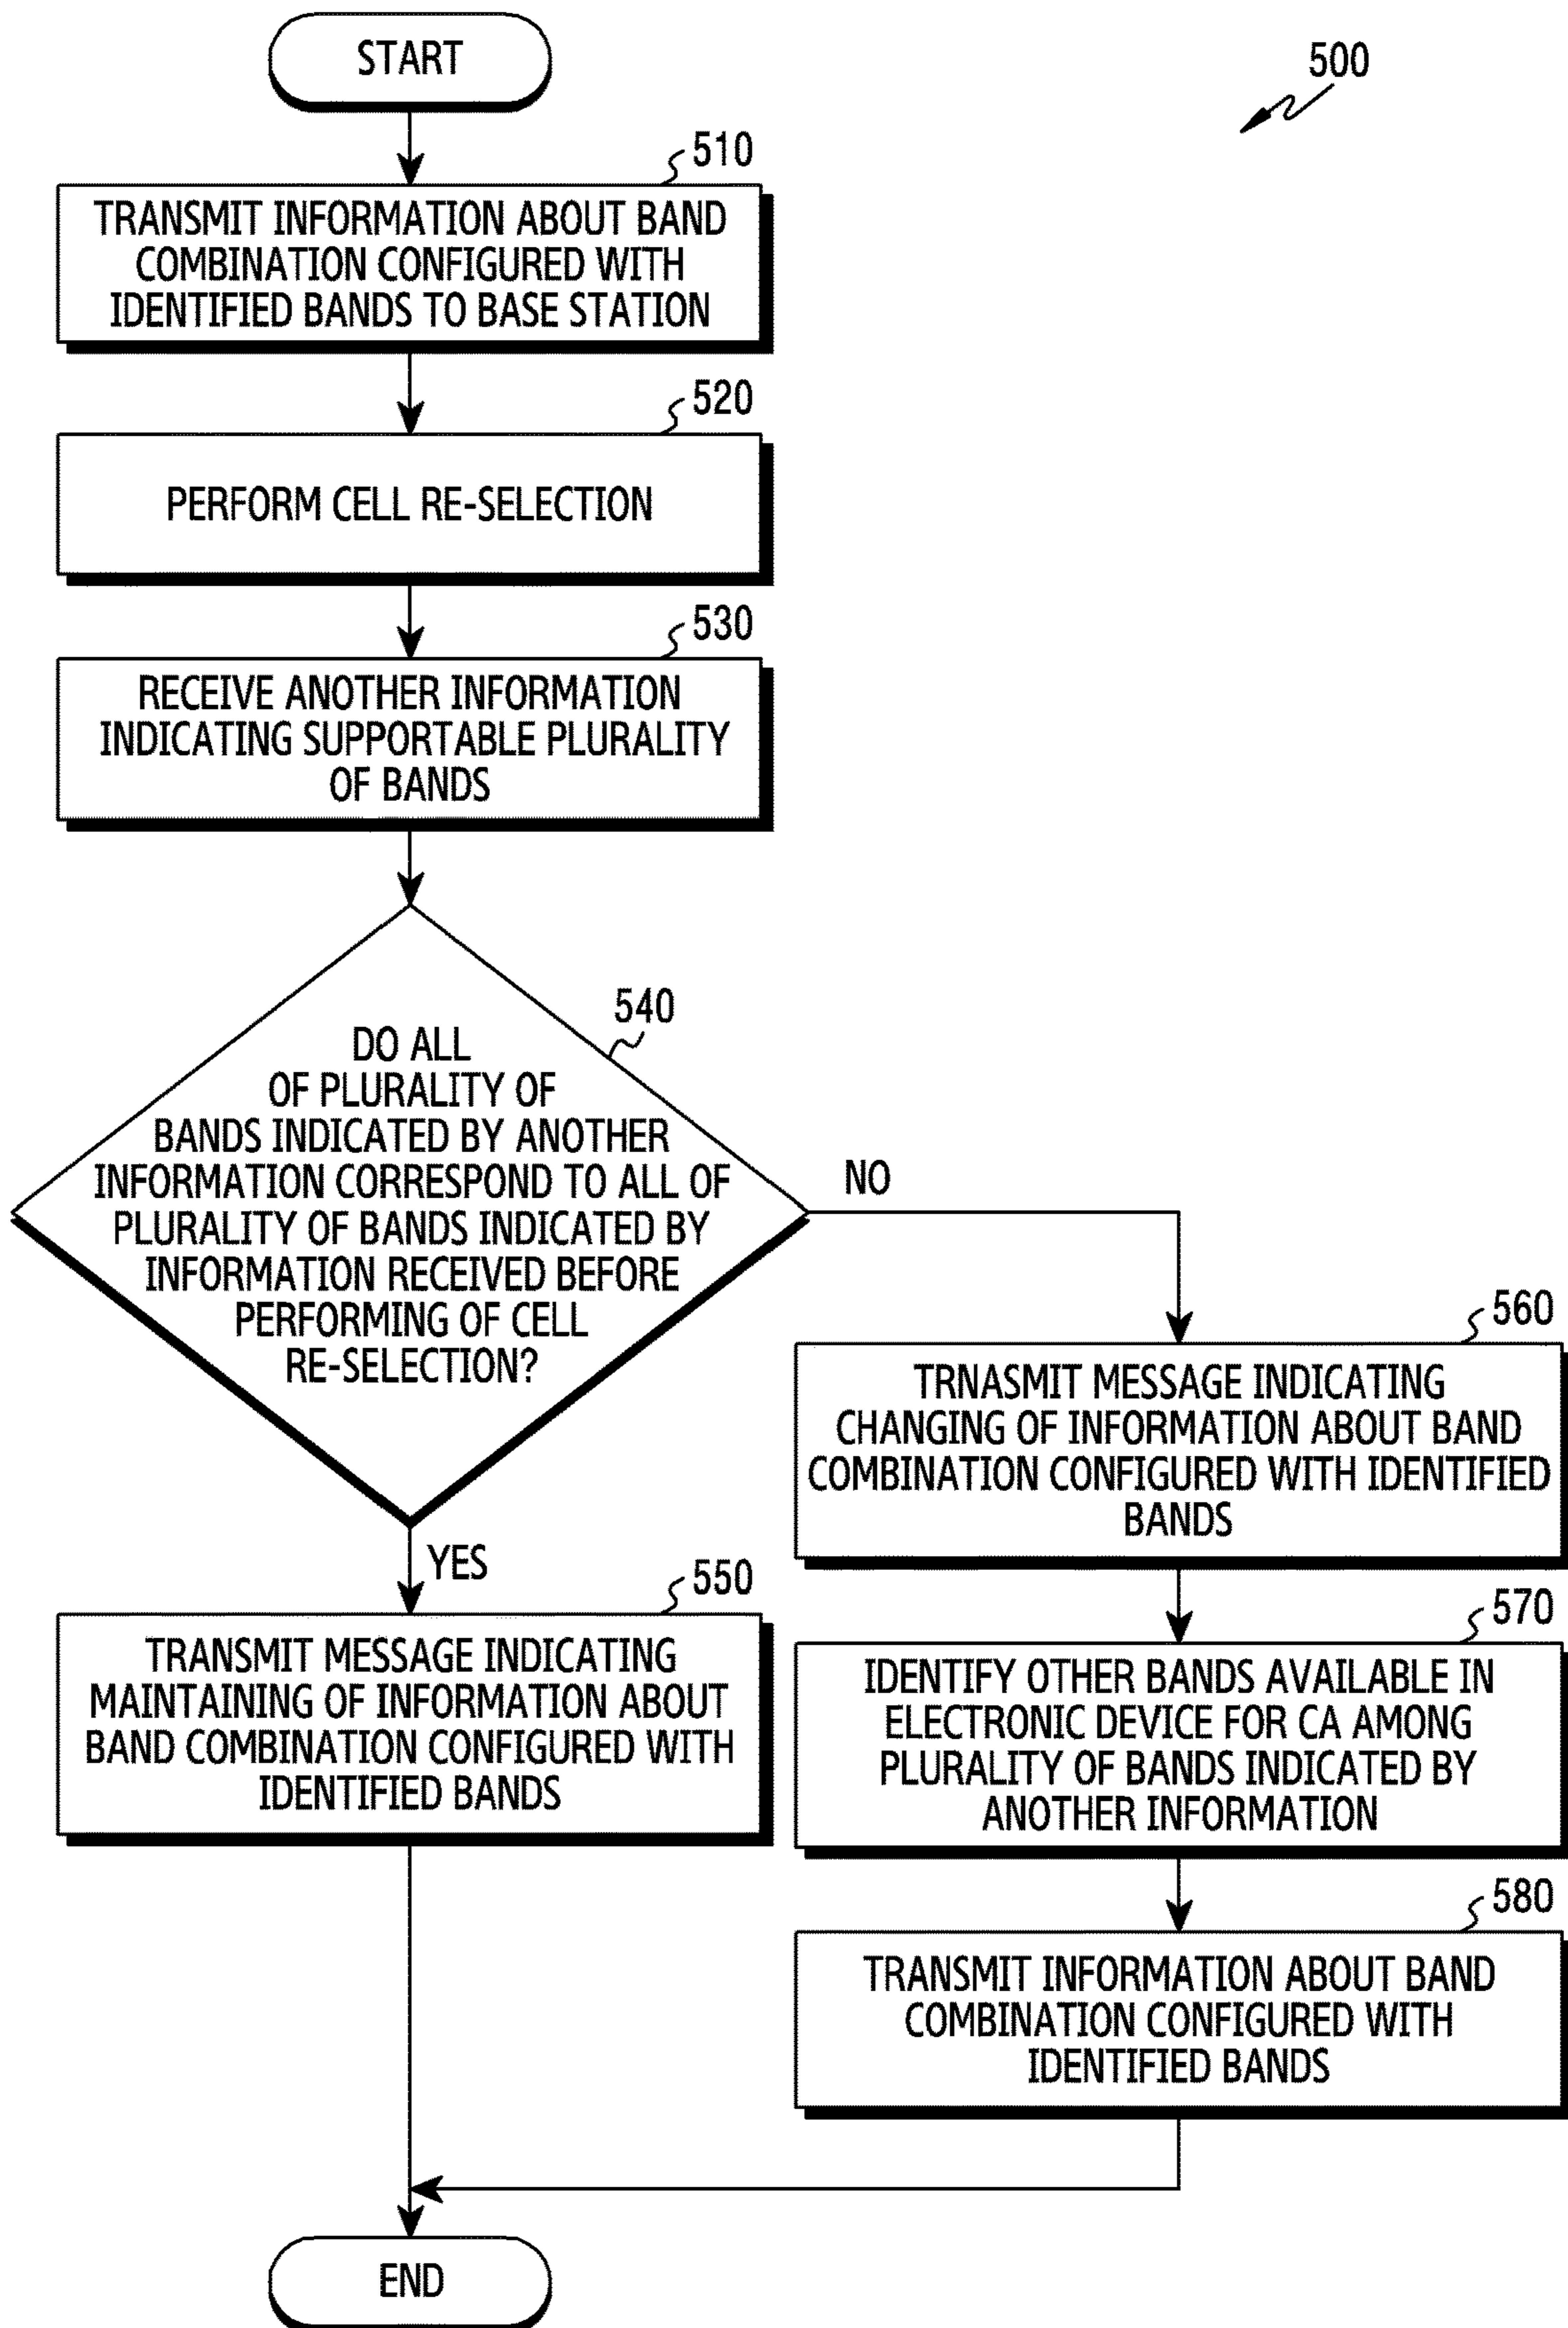 START
500
510
TRANSMIT INFORMATION ABOUT BAND
COMBINATION CONFIGURED WITH
IDENTIFIED BANDS TO BASE STATION
520
PERFORM CELL RE-SELECTION
530
RECEIVE ANOTHER INFORMATION
INDICATING SUPPORTABLE PLURALITY
OF BANDS
540
DO ALL
OF PLURALITY OF
BANDS INDICATED BY ANOTHER
INFORMATION CORRESPOND TO ALL OF
PLURALITY OF BANDS INDICATED BY
INFORMATION RECEIVED BEFORE
PERFORMING OF CELL
RE-SELECTION?
NO
YES
550
TRANSMIT MESSAGE INDICATING
MAINTAINING OF INFORMATION ABOUT
BAND COMBINATION CONFIGURED WITH
IDENTIFIED BANDS
560
TRNASMIT MESSAGE INDICATING
CHANGING OF INFORMATION ABOUT BAND
COMBINATION CONFIGURED WITH IDENTIFIED
BANDS
570
IDENTIFY OTHER BANDS AVAILABLE IN
ELECTRONIC DEVICE FOR CA AMONG
PLURALITY OF BANDS INDICATED BY
ANOTHER INFORMATION
580
TRANSMIT INFORMATION ABOUT BAND
COMBINATION CONFIGURED WITH
IDENTIFIED BANDS
END